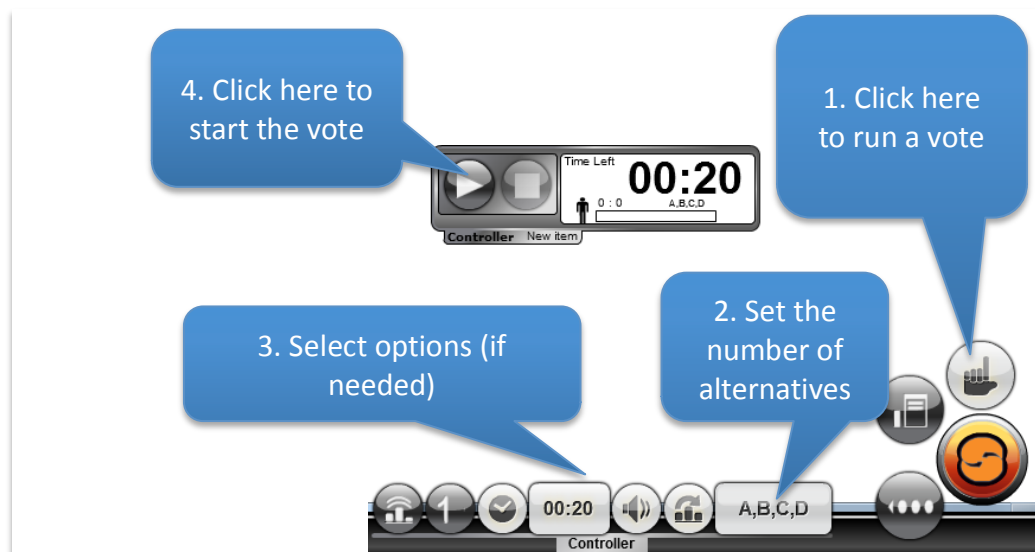 4. Click here to
start the vote
1. Click here
to run a vote
Time Left
00:20
0 : 0
A,B,C,D
Controller New item
3. Select options (if
needed)
2. Set the
number of
alternatives
1
00:20
A,B,C,D
Controller